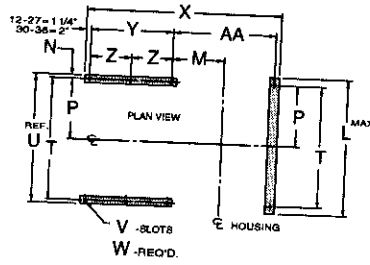 X
12-27=1 1/4"
30-36=2"
Y
AA
N
Z
Z
M
P
PLAN VIEW
P
MAX
L
REF.
U
T
T
℄
℄ HOUSING
V -SLOTS
W -REQ'D.